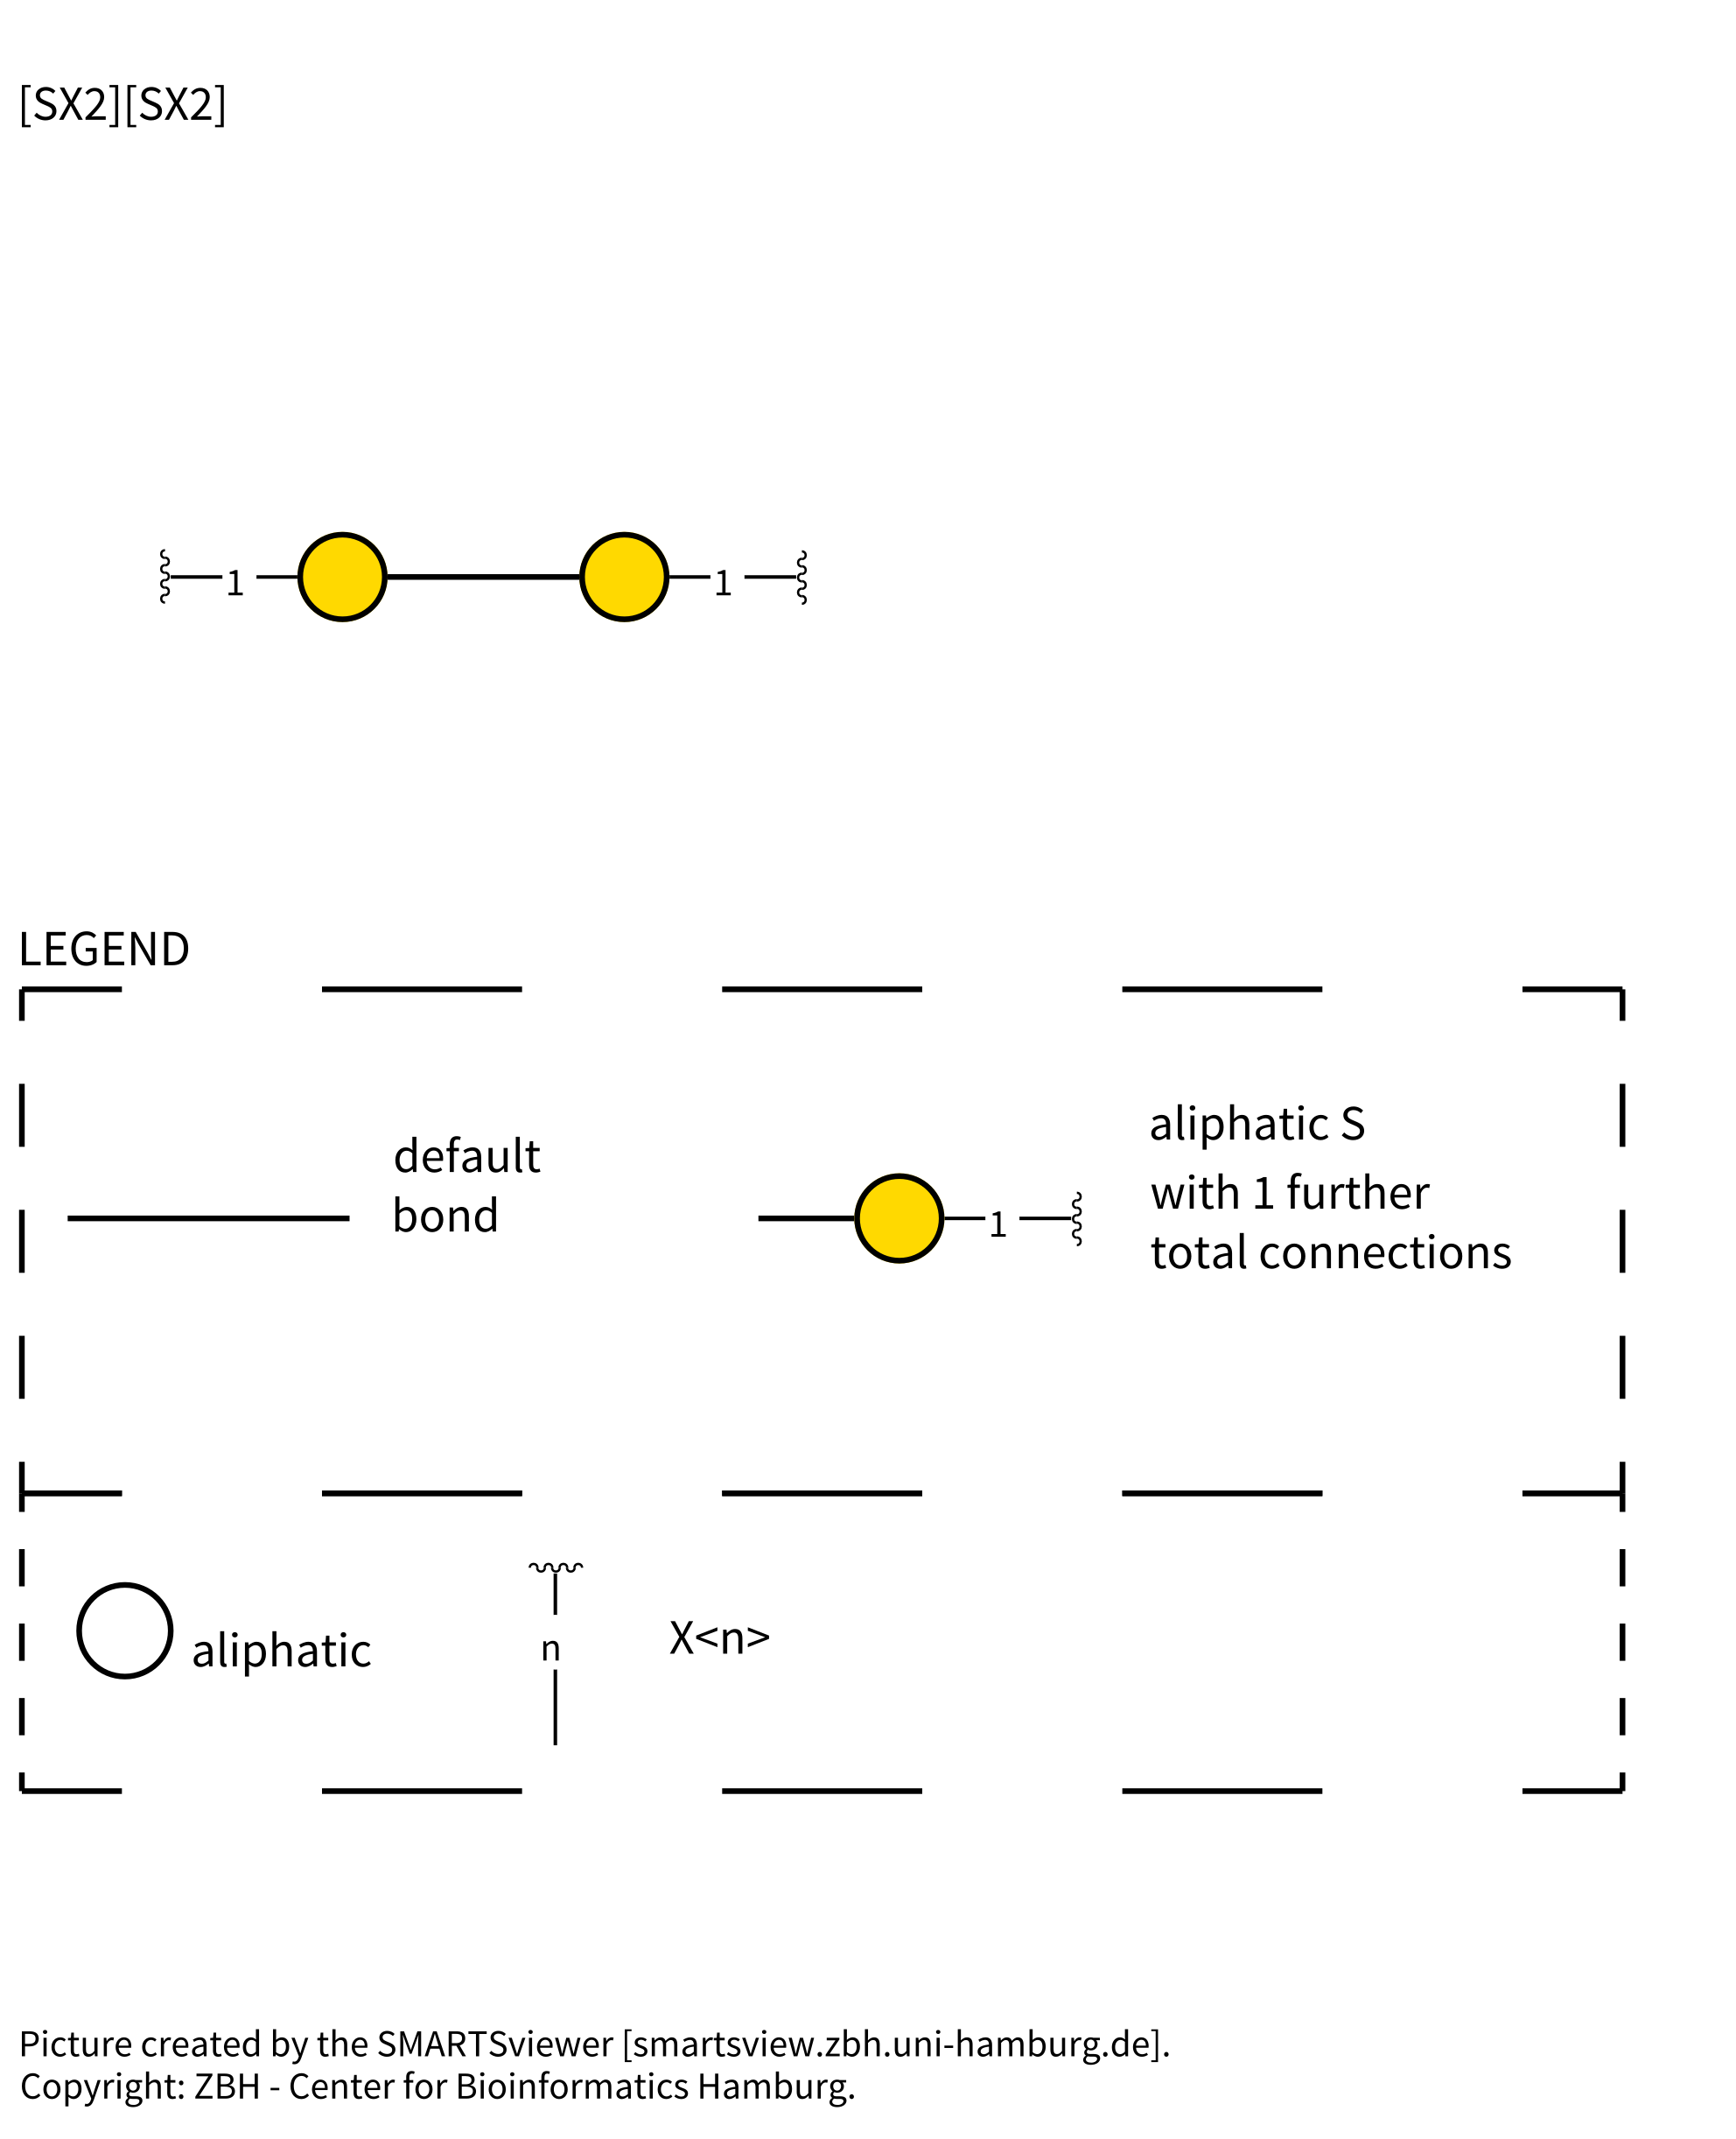 [SX2][SX2]
1
1
LEGEND
default
bond
1
aliphatic S
with 1 further
total connections
aliphatic
n
X<n>
Picture created by the SMARTSviewer [smartsview.zbh.uni-hamburg.de].
Copyright: ZBH - Center for Bioinformatics Hamburg.